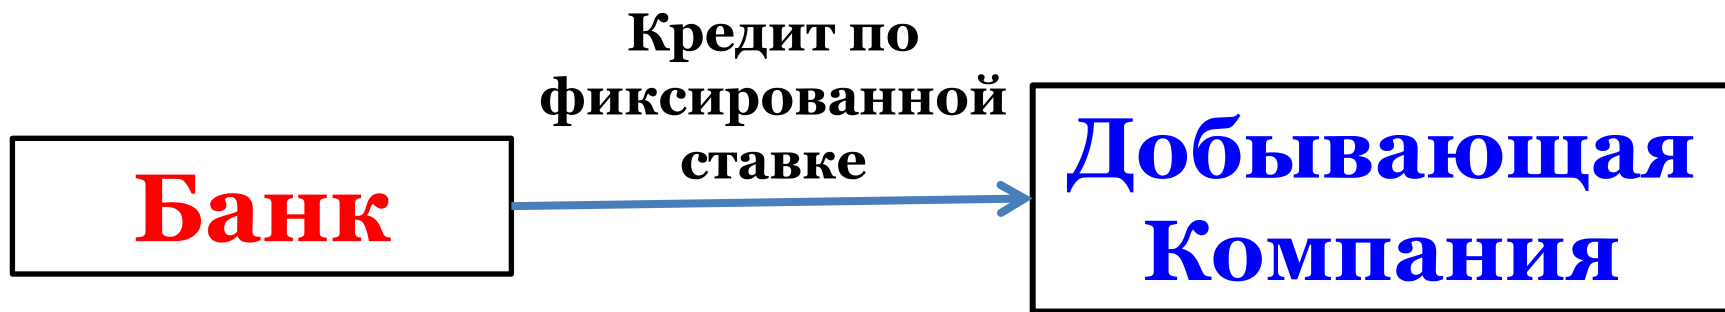 Кредит по
фиксированной
ставке
Банк
Добывающая
Компания